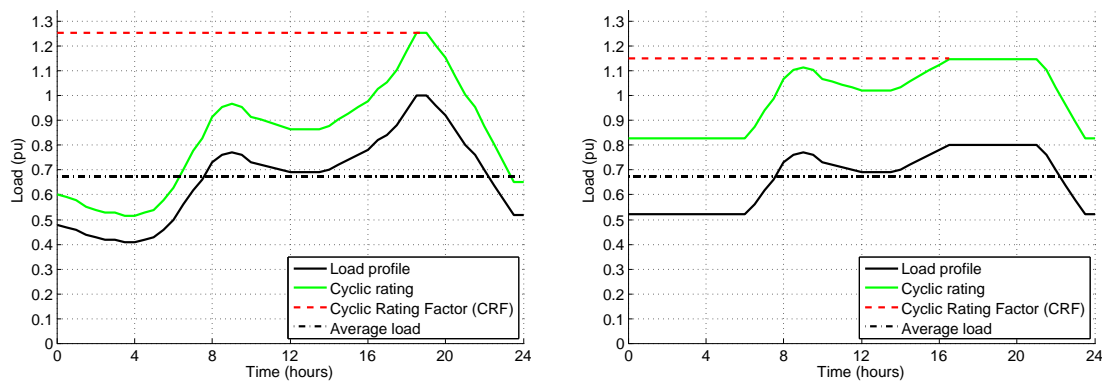 1.3
1.2
1.1
1
0.9
0.8
0.7
0.6
0.5
0.4
0.3
0.2
0.1
0
Load (pu)
0 4 8 12 16 20 24
Time (hours)
Load profile
Cyclic rating
Cyclic Rating Factor (CRF)
Average load
1.3
1.2
1.1
1
0.9
0.8
0.7
0.6
0.5
0.4
0.3
0.2
0.1
0
Load (pu)
0 4 8 12 16 20 24
Time (hours)
Load profile
Cyclic rating
Cyclic Rating Factor (CRF)
Average load